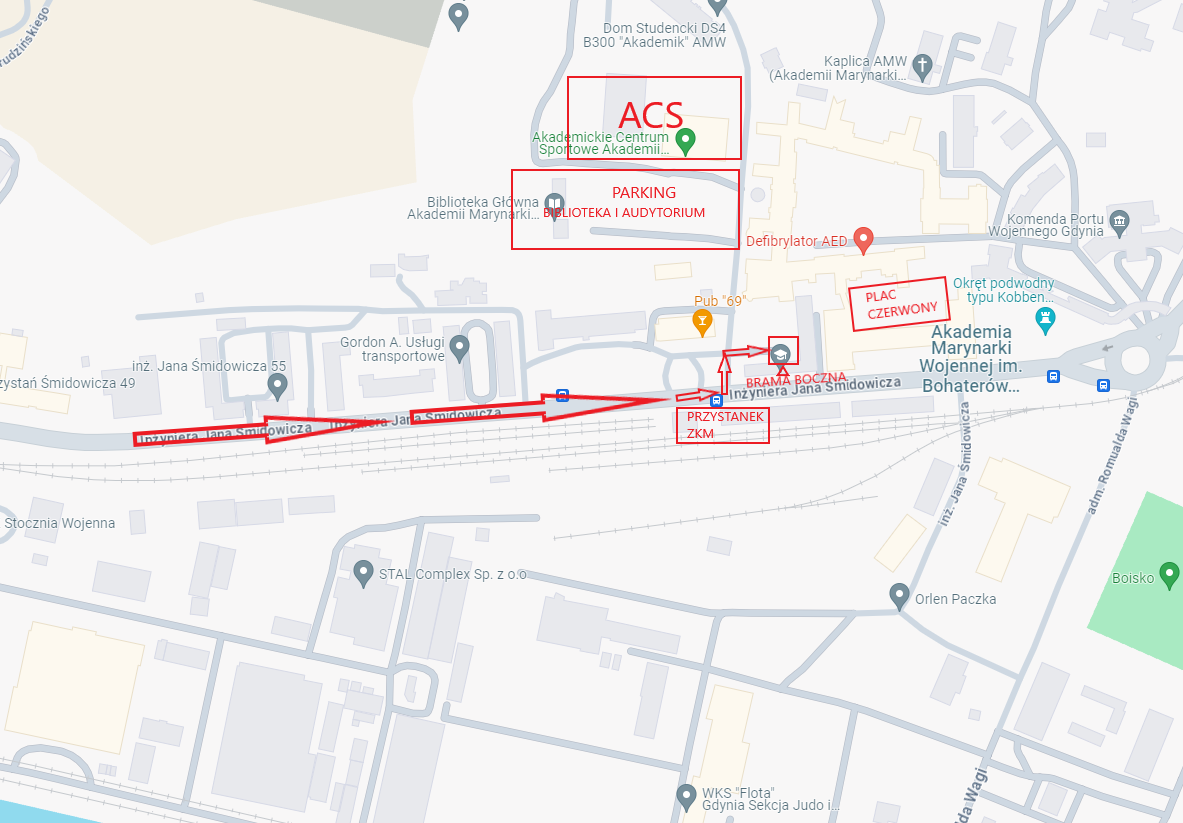 rudzińskiego
Dom Studencki DS4
B300 "Akademik" AMW
Kaplica AMW
(Akademii Marynarki...
ACS
Akademickie Centrum
Sportowe Akademii...
PARKING
BIBLIOTEKA I AUDYTORIUM
Biblioteka Główna
Akademii Marynarki...
Komenda Portu
Wojennego Gdynia
Defibrylator AED
PLAC
CZERWONY
Okręt podwodny
typu Kobben...
Pub "69"
Akademia
Marynarki
Wojennej im.
Bohaterów...
Gordon A. Usługi
transportowe
inż. Jana Śmidowicza 55
zystań Śmidowicza 49
BRAMA BOCZNA
Inżyniera Jana Śmidowicza
Inżyniera Jana Śmidowicza
Inżyniera Jana Śmidowicza
PRZYSTANEK
ZKM
inż. Jana Śmidowicza
adm. Romualda Wagi
Stocznia Wojenna
STAL Complex Sp. z o.o
Orlen Paczka
Boisko
WKS "Flota"
Gdynia Sekcja Judo i...
da Wagi